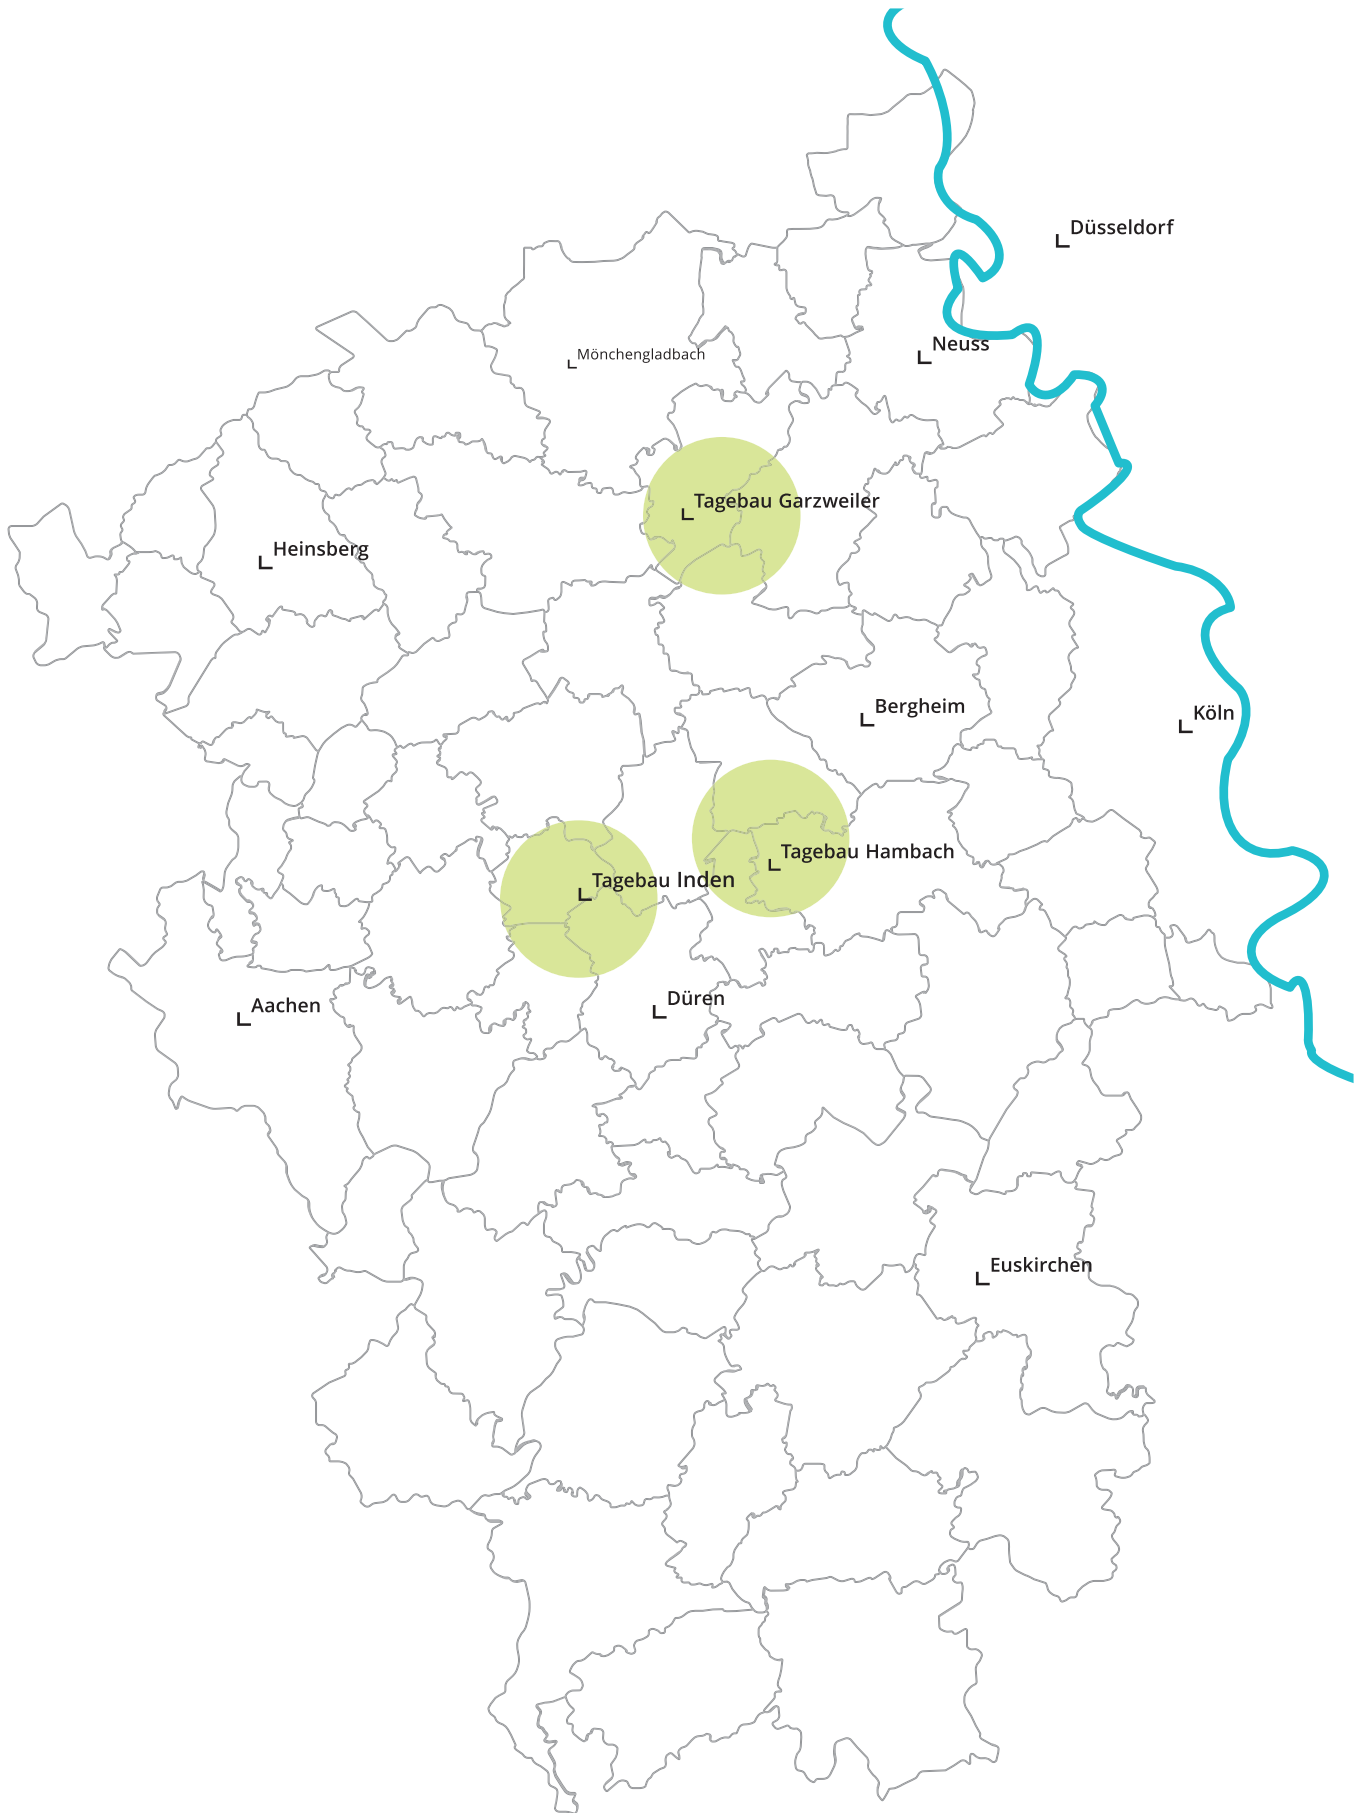 Düsseldorf
Neuss
Mönchengladbach
Tagebau Garzweiler
Heinsberg
Bergheim
Köln
Tagebau Hambach
Tagebau Inden
Düren
Aachen
Euskirchen